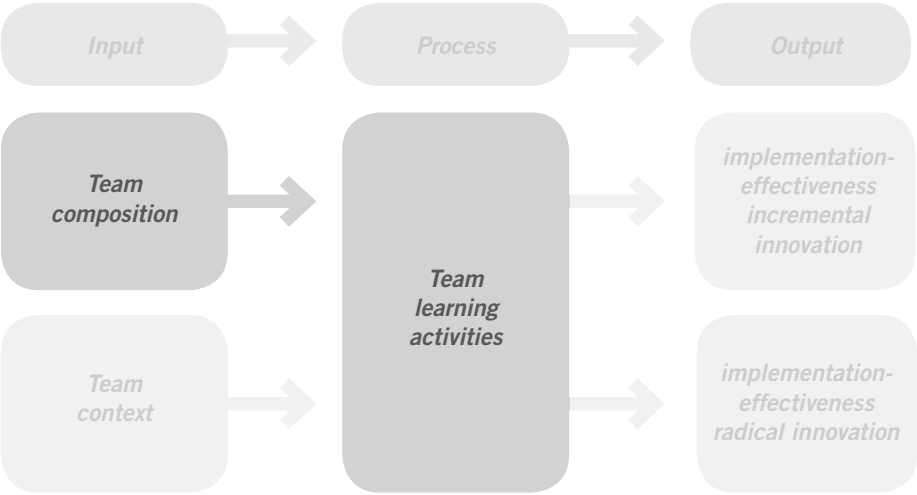 Input
Process
Output
Team
composition
Team
learning
activities
implementation-
effectiveness
incremental
innovation
Team
context
implementation-
effectiveness
radical innovation